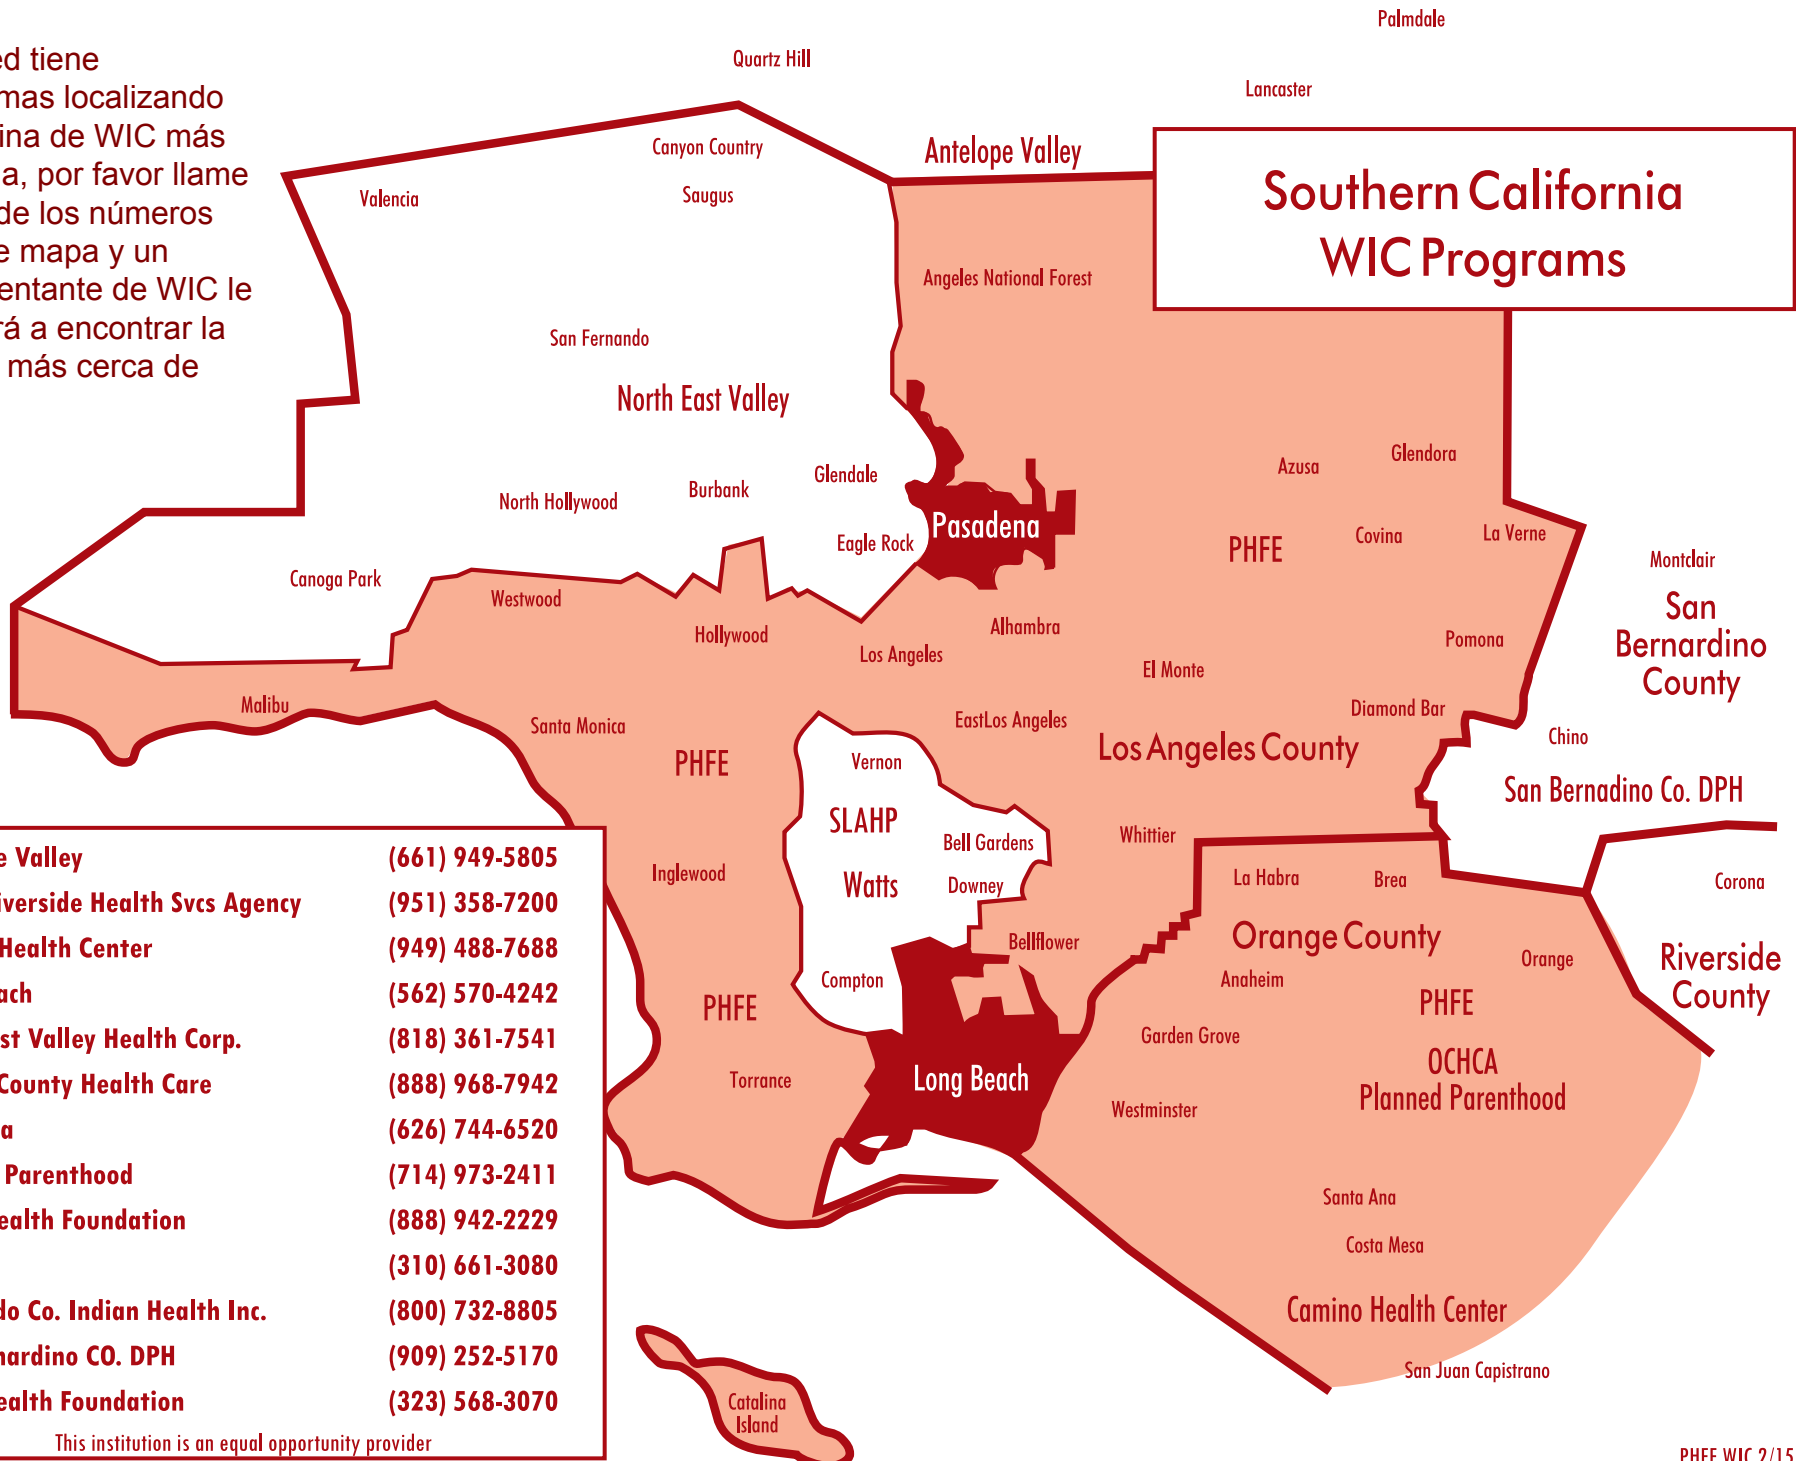 ed tiene
mas localizando
ina de WIC más
a, por favor llame
de los números
e mapa y un
entante de WIC le
rá a encontrar la
más cerca de
Palmdale
Quartz Hill
Lancaster
Canyon Country
Antelope Valley
Valencia
Saugus
Southern California
WIC Programs
Angeles National Forest
San Fernando
North East Valley
Glendale
Azusa
Glendora
North Hollywood
Burbank
Eagle Rock
Pasadena
PHFE
Covina
La Verne
Montclair
Canoga Park
Westwood
Hollywood
Los Angeles
Alhambra
El Monte
Pomona
San
Bernardino
County
Malibu
Santa Monica
EastLos Angeles
Diamond Bar
Los Angeles County
Chino
San Bernadino Co. DPH
PHFE
Vernon
SLAHP
Watts
Bell Gardens
Downey
Whittier
Inglewood
La Habra
Brea
Corona
Orange County
Bellflower
Compton
Anaheim
Orange
Riverside
County
PHFE
PHFE
Garden Grove
OCHCA
Planned Parenthood
Torrance
Long Beach
Westminster
Santa Ana
Costa Mesa
Camino Health Center
San Juan Capistrano
Catalina
Island
e Valley (661) 949-5805
iverside Health Svcs Agency (951) 358-7200
Health Center (949) 488-7688
ach (562) 570-4242
st Valley Health Corp. (818) 361-7541
County Health Care (888) 968-7942
a (626) 744-6520
Parenthood (714) 973-2411
ealth Foundation (888) 942-2229
(310) 661-3080
do Co. Indian Health Inc. (800) 732-8805
nardino CO. DPH (909) 252-5170
ealth Foundation (323) 568-3070
This institution is an equal opportunity provider
PHFE WIC 2/15